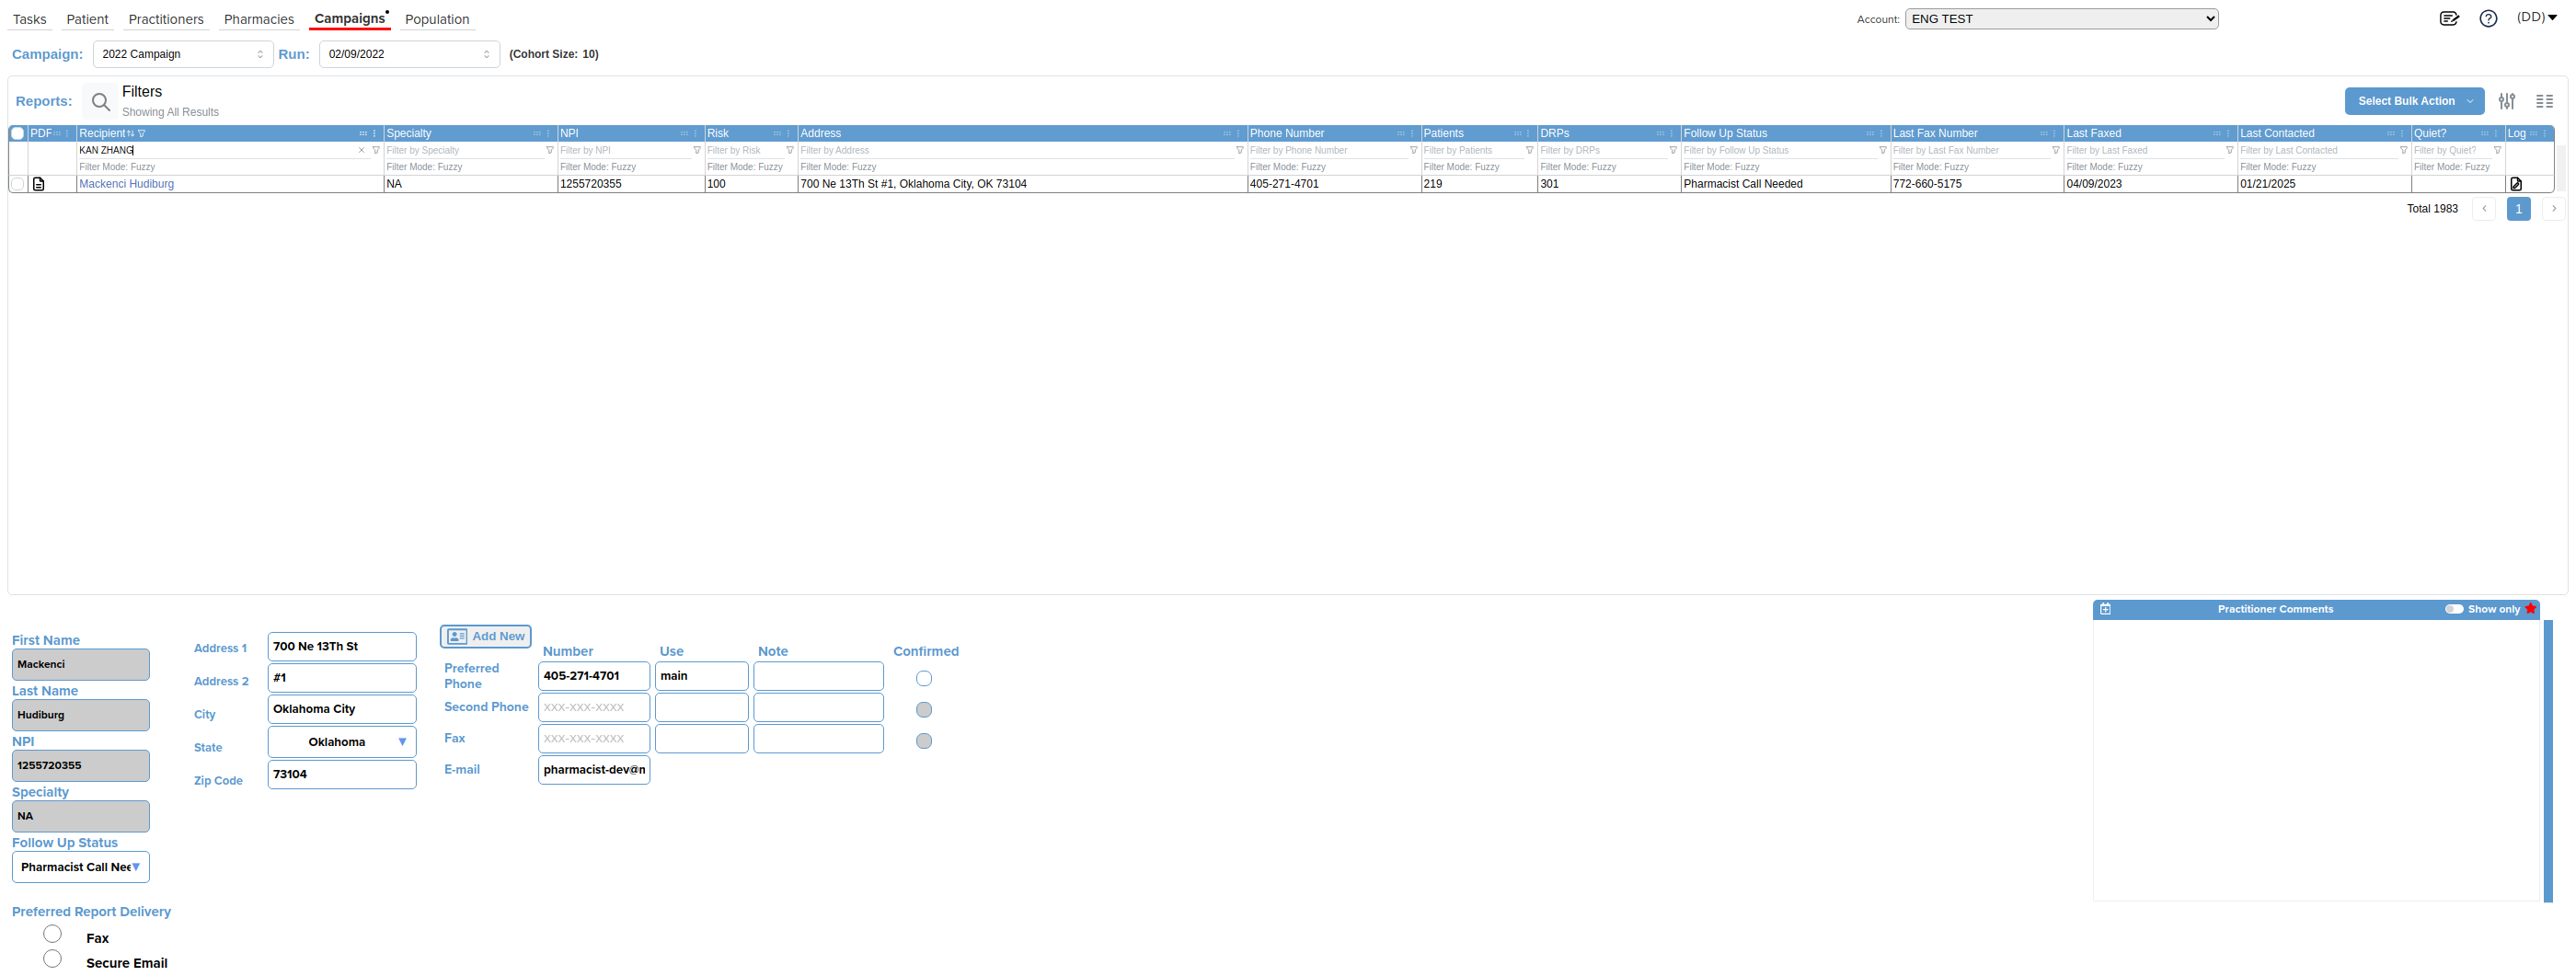 Tasks Patient Practitioners Pharmacies Campaigns Population Account: ENG TEST (DD)
Campaign: 2022 Campaign Run: 02/09/2022 (Cohort Size: 10)
Reports: Filters
Showing All Results
Select Bulk Action
PDF Recipient Specialty NPI Risk Address Phone Number Patients DRPs Follow Up Status Last Fax Number Last Faxed Last Contacted Quiet? Log
KAN ZHANG Filter by Specialty Filter by NPI Filter by Risk Filter by Address Filter by Phone Number Filter by Patients Filter by DRPs Filter by Follow Up Status Filter by Last Fax Number Filter by Last Faxed Filter by Last Contacted Filter by Quiet?
Filter Mode: Fuzzy Filter Mode: Fuzzy Filter Mode: Fuzzy Filter Mode: Fuzzy Filter Mode: Fuzzy Filter Mode: Fuzzy Filter Mode: Fuzzy Filter Mode: Fuzzy Filter Mode: Fuzzy Filter Mode: Fuzzy Filter Mode: Fuzzy Filter Mode: Fuzzy Filter Mode: Fuzzy
Mackenci Hudiburg NA 1255720355 100 700 Ne 13Th St #1, Oklahoma City, OK 73104 405-271-4701 219 301 Pharmacist Call Needed 772-660-5175 04/09/2023 01/21/2025
Total 1983 1
First Name
Mackenci
Last Name
Hudiburg
NPI
1255720355
Specialty
NA
Follow Up Status
Pharmacist Call Nee
Address 1 700 Ne 13Th St
Address 2 #1
City Oklahoma City
State Oklahoma
Zip Code 73104
Add New
Number Use Note Confirmed
Preferred Phone 405-271-4701 main
Second Phone XXX-XXX-XXXX
Fax XXX-XXX-XXXX
E-mail pharmacist-dev@n
Practitioner Comments Show only
Preferred Report Delivery
Fax
Secure Email